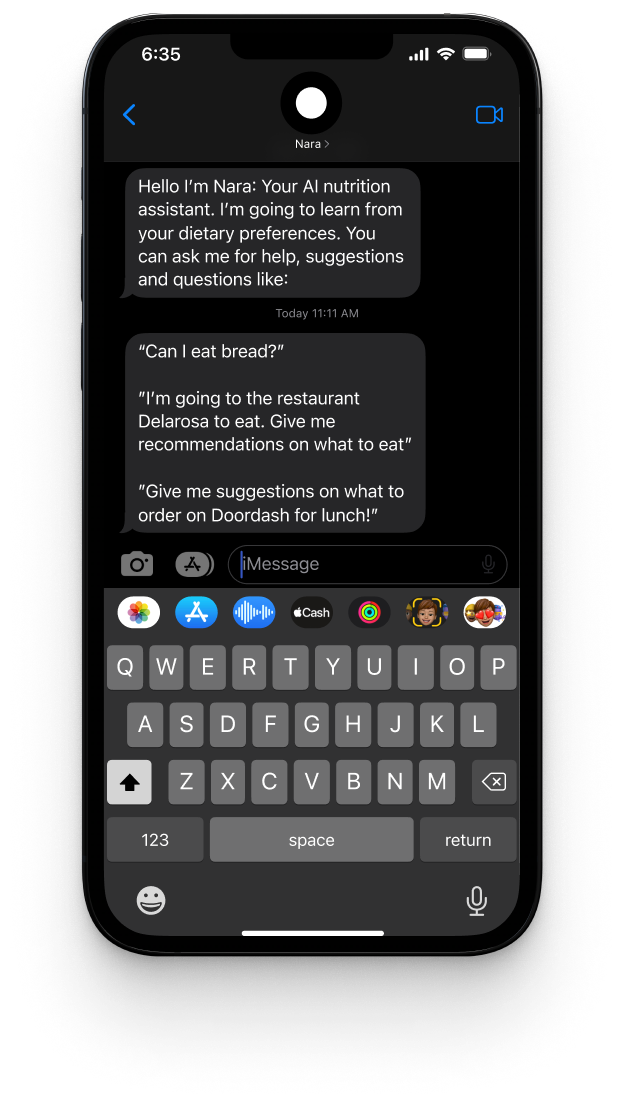 6:35
Nara >
Hello I’m Nara: Your AI nutrition
assistant. I’m going to learn from
your dietary preferences. You
can ask me for help, suggestions
and questions like:
Today 11:11 AM
“Can I eat bread?”
”I’m going to the restaurant
Delarosa to eat. Give me
recommendations on what to eat”
”Give me suggestions on what to
order on Doordash for lunch!”
iMessage
Cash
Q W E R T Y U I O P
A S D F G H J K L
Z X C V B N M
123 space return